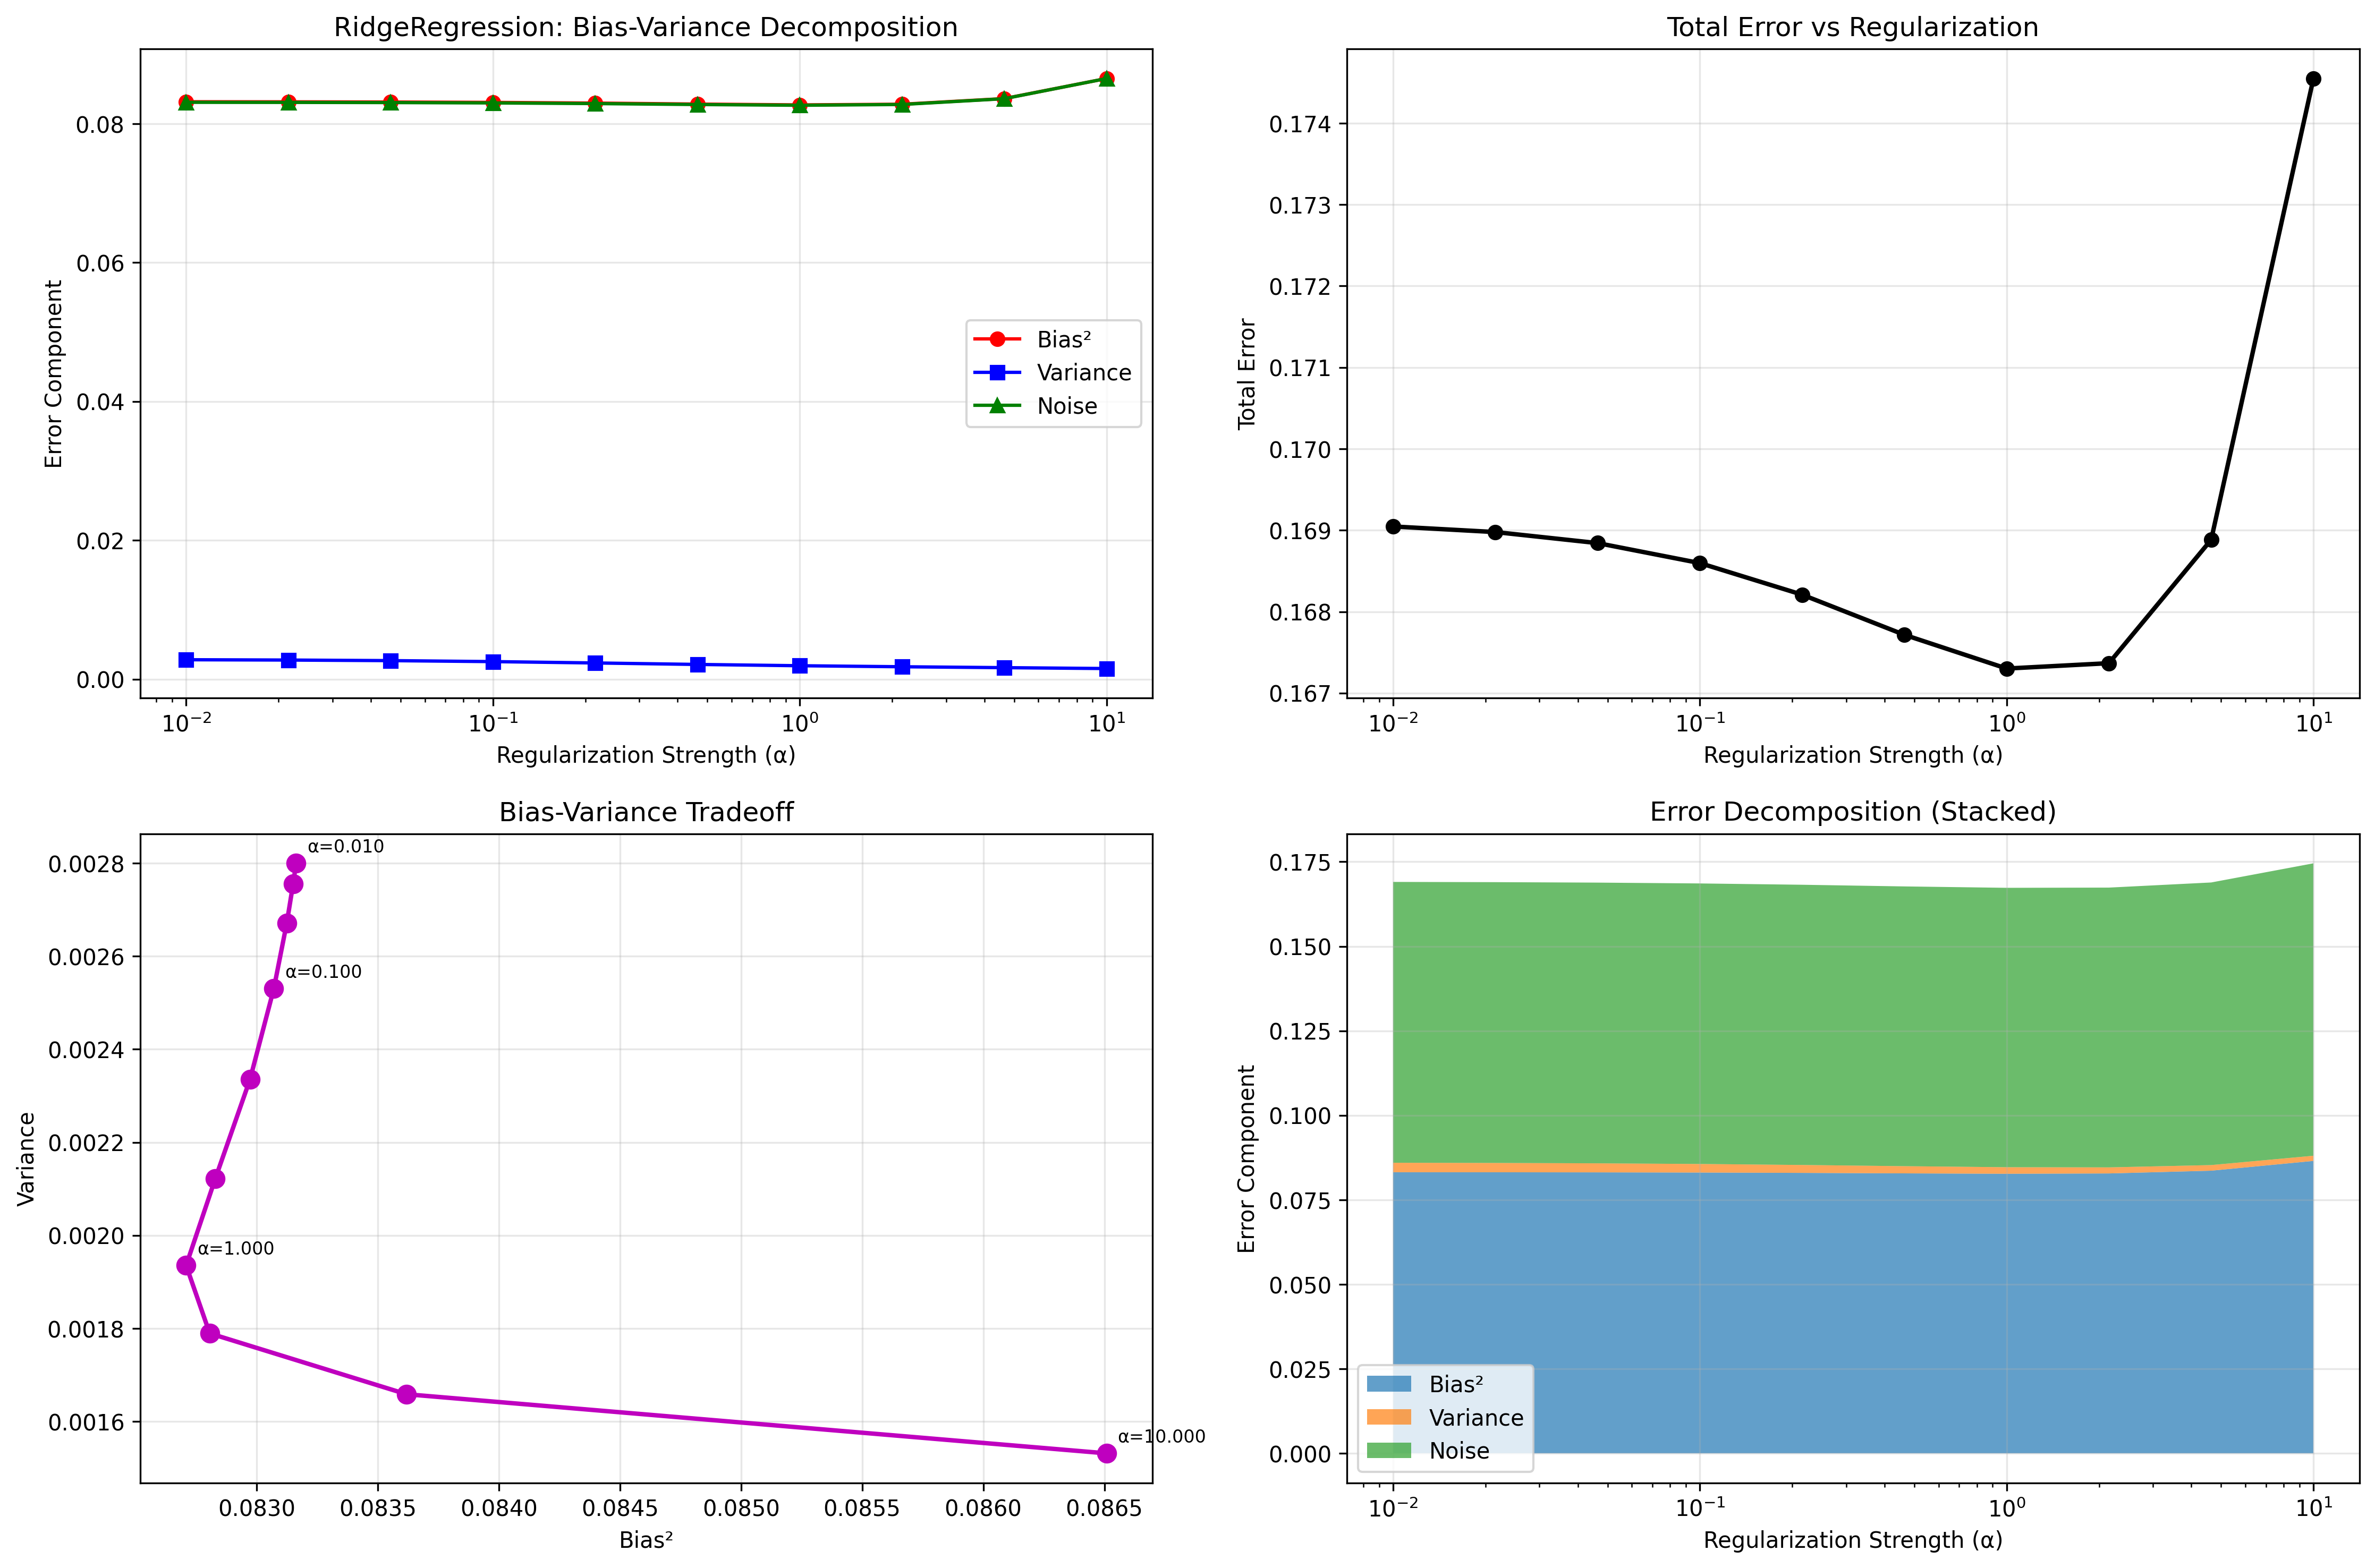 RidgeRegression: Bias-Variance Decomposition
Error Component
0.08
0.06
0.04
0.02
0.00
Bias²
Variance
Noise
10⁻² 10⁻¹ 10⁰ 10¹
Regularization Strength (α)
Total Error vs Regularization
Total Error
0.174
0.173
0.172
0.171
0.170
0.169
0.168
0.167
10⁻² 10⁻¹ 10⁰ 10¹
Regularization Strength (α)
Bias-Variance Tradeoff
Variance
0.0028
0.0026
0.0024
0.0022
0.0020
0.0018
0.0016
α=0.010
α=0.100
α=1.000
α=10.000
0.0830 0.0835 0.0840 0.0845 0.0850 0.0855 0.0860 0.0865
Bias²
Error Decomposition (Stacked)
Error Component
0.175
0.150
0.125
0.100
0.075
0.050
0.025
0.000
Bias²
Variance
Noise
10⁻² 10⁻¹ 10⁰ 10¹
Regularization Strength (α)